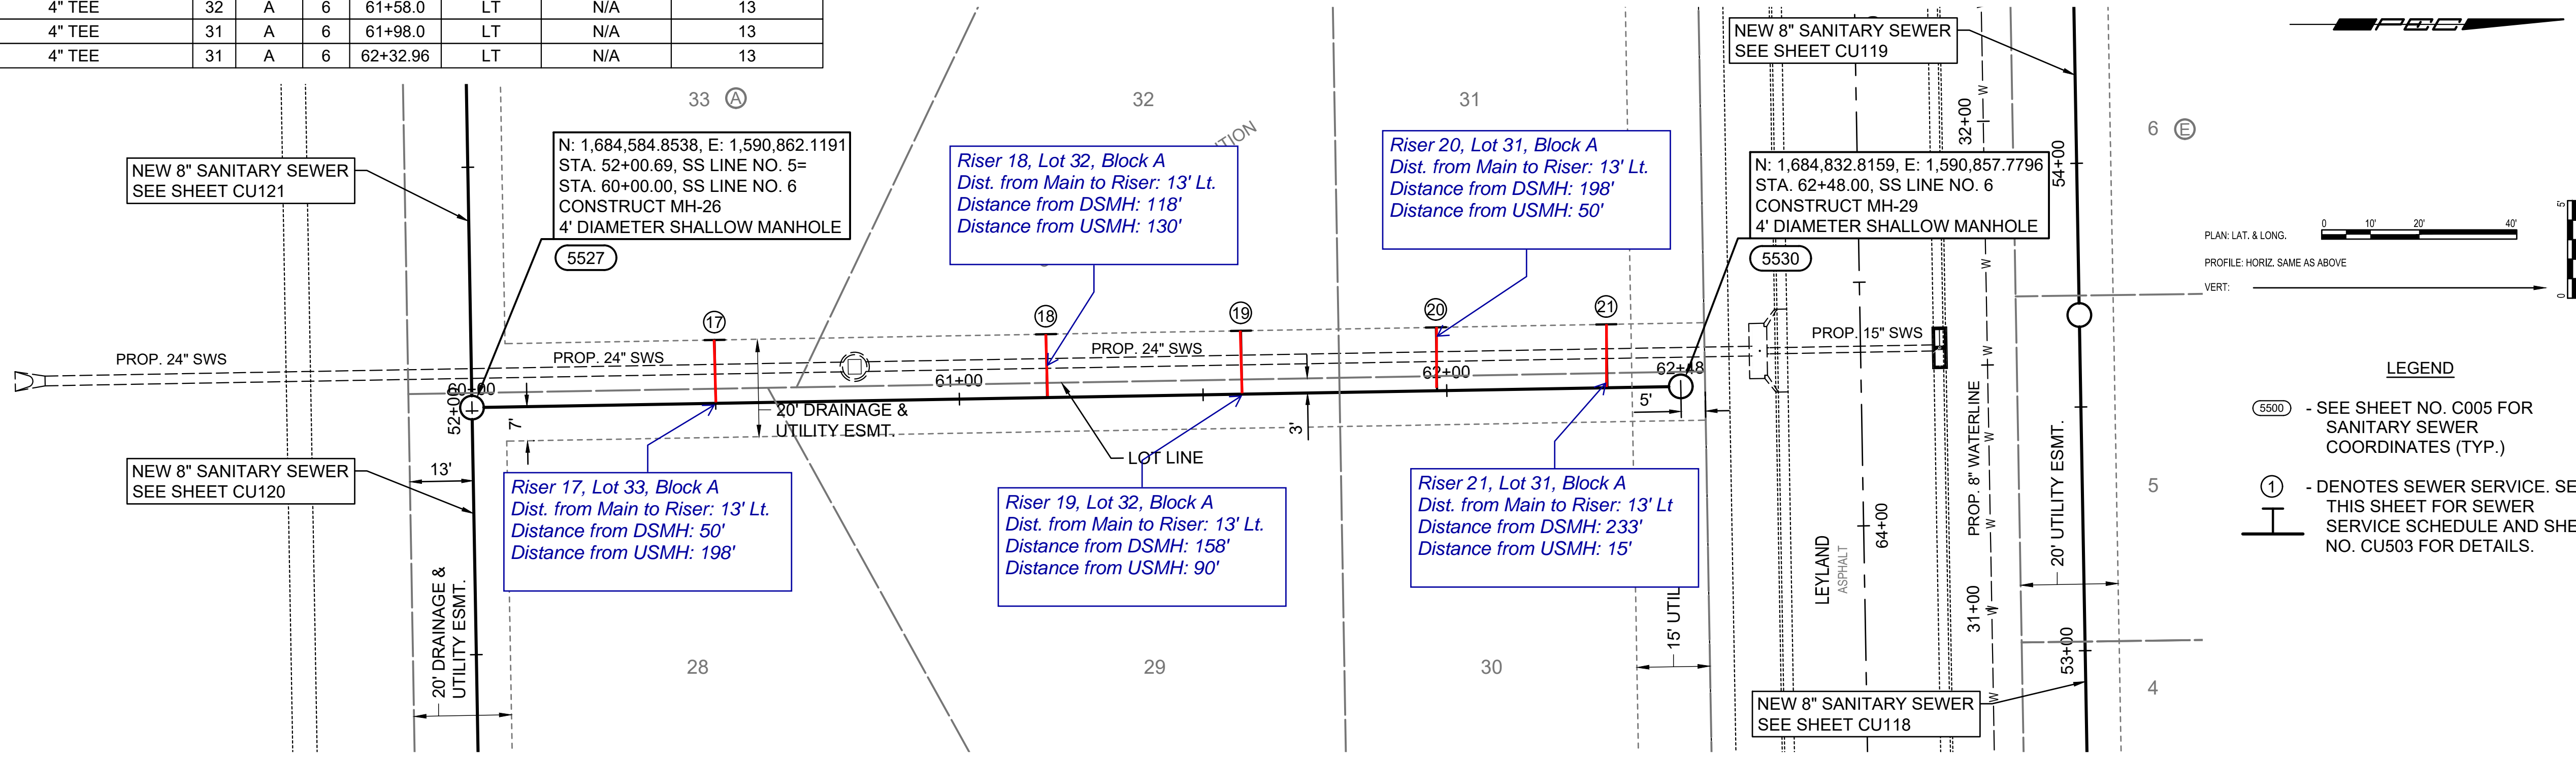 4" TEE 32 A 6 61+58.0 LT N/A 13
4" TEE 31 A 6 61+98.0 LT N/A 13
4" TEE 31 A 6 62+32.96 LT N/A 13
NEW 8" SANITARY SEWER
SEE SHEET CU119
PEC
33 A
32
31
6 E
32+00
54+00
NEW 8" SANITARY SEWER
SEE SHEET CU121
N: 1,684,584.8538, E: 1,590,862.1191
STA. 52+00.69, SS LINE NO. 5=
STA. 60+00.00, SS LINE NO. 6
CONSTRUCT MH-26
4' DIAMETER SHALLOW MANHOLE
5527
Riser 18, Lot 32, Block A
Dist. from Main to Riser: 13' Lt.
Distance from DSMH: 118'
Distance from USMH: 130'
Riser 20, Lot 31, Block A
Dist. from Main to Riser: 13' Lt.
Distance from DSMH: 198'
Distance from USMH: 50'
N: 1,684,832.8159, E: 1,590,857.7796
STA. 62+48.00, SS LINE NO. 6
CONSTRUCT MH-29
4' DIAMETER SHALLOW MANHOLE
5530
PLAN: LAT. & LONG.
0 10' 20' 40'
PROFILE: HORIZ. SAME AS ABOVE
VERT:
0 5'
17
18
19
20
21
PROP. 24" SWS
PROP. 24" SWS
PROP. 24" SWS
PROP. 15" SWS
60+00
61+00
62+00
62+48
52+00
7'
20' DRAINAGE &
UTILITY ESMT.
LOT LINE
3'
5'
13'
NEW 8" SANITARY SEWER
SEE SHEET CU120
Riser 17, Lot 33, Block A
Dist. from Main to Riser: 13' Lt.
Distance from DSMH: 50'
Distance from USMH: 198'
Riser 19, Lot 32, Block A
Dist. from Main to Riser: 13' Lt.
Distance from DSMH: 158'
Distance from USMH: 90'
Riser 21, Lot 31, Block A
Dist. from Main to Riser: 13' Lt
Distance from DSMH: 233'
Distance from USMH: 15'
20' DRAINAGE &
UTILITY ESMT.
28
29
30
15' UTIL
LEYLAND
ASPHALT
64+00
PROP. 8" WATERLINE
W
W
W
W
W
W
W
31+00
20' UTILITY ESMT.
53+00
5
4
NEW 8" SANITARY SEWER
SEE SHEET CU118
LEGEND
5500 - SEE SHEET NO. C005 FOR
SANITARY SEWER
COORDINATES (TYP.)
1 - DENOTES SEWER SERVICE. SE
THIS SHEET FOR SEWER
SERVICE SCHEDULE AND SHE
NO. CU503 FOR DETAILS.